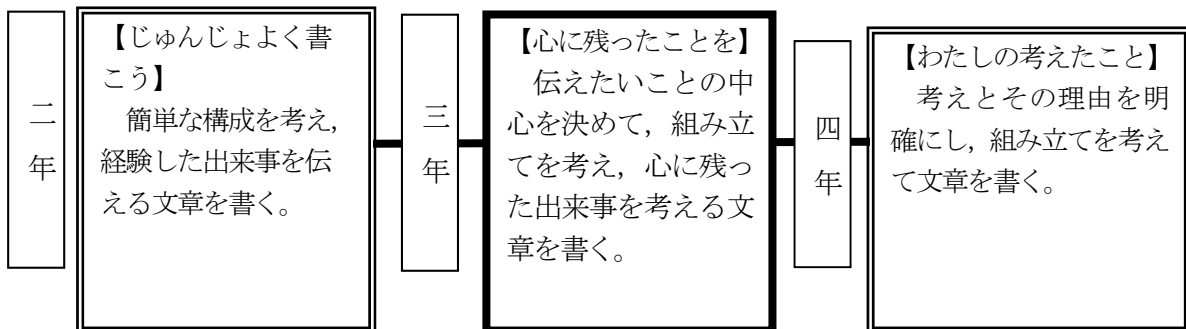 二年
【じゅんじょよく書
こう】
簡単な構成を考え,
経験した出来事を伝
える文章を書く。
三年
【心に残ったことを】
伝えたいことの中
心を決めて,組み立
てを考え,心に残っ
た出来事を考える文
章を書く。
四年
【わたしの考えたこと】
考えとその理由を明
確にし,組み立てを考え
て文章を書く。